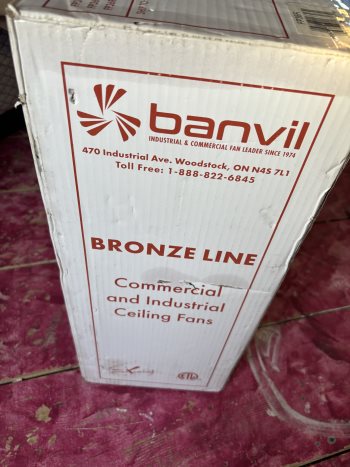 banvil
INDUSTRIAL & COMMERCIAL FAN LEADER SINCE 1974
470 Industrial Ave. Woodstock, ON N4S 7L1
Toll Free: 1-888-822-6845
BRONZE LINE
Commercial
and Industrial
Ceiling Fans
ETL